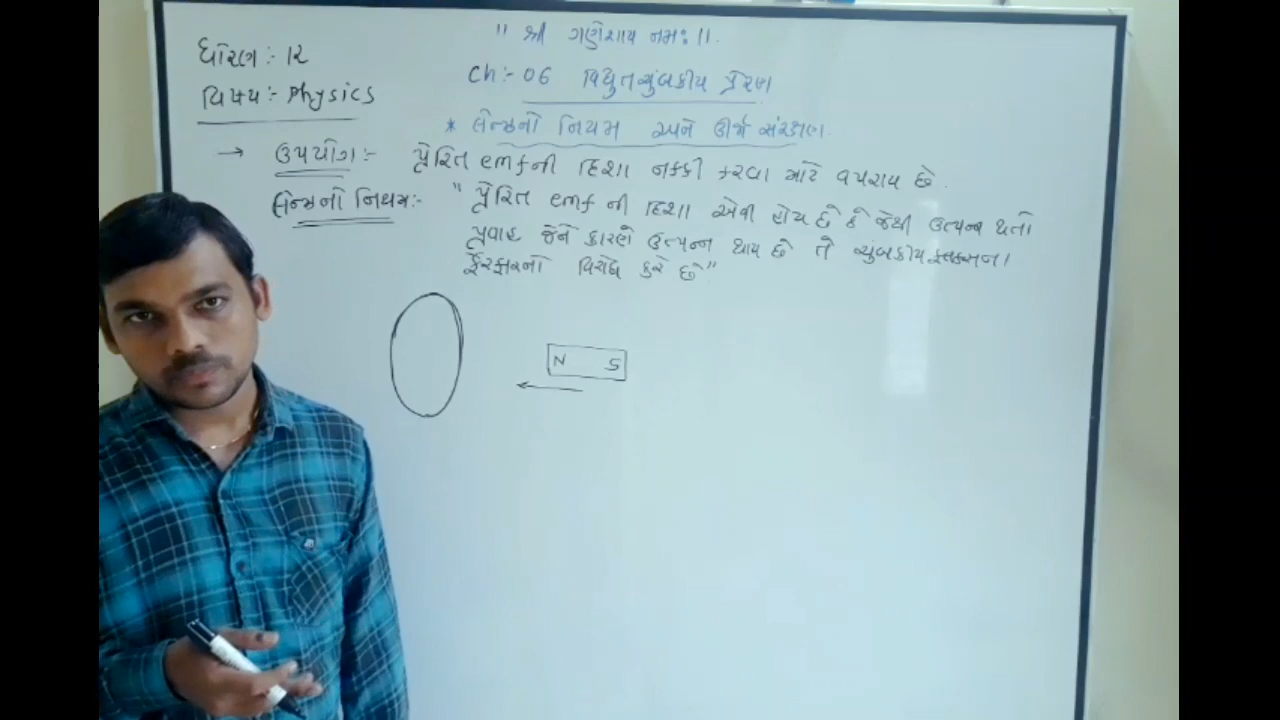 " શ્રી ગણેશાય નમઃ ।।
ધોરણ :- 12
Ch :- 06 વિદ્યુતચુંબકીય પ્રેરણ
વિષય :- Physics
* લેન્ઝનો નિયમ અને ઊર્જા સંરક્ષણ.
→ ઉપયોગ :- પ્રેરિત emf ની દિશા નક્કી કરવા માટે વપરાય છે.
લેન્ઝનો નિયમ :- " પ્રેરિત emf ની દિશા એવી હોય છે કે જેથી ઉત્પન્ન થતો
પ્રવાહ જેને કારણે ઉત્પન્ન થાય છે તે ચુંબકીય ફ્લક્સના
ફેરફારનો વિરોધ કરે છે"
N S